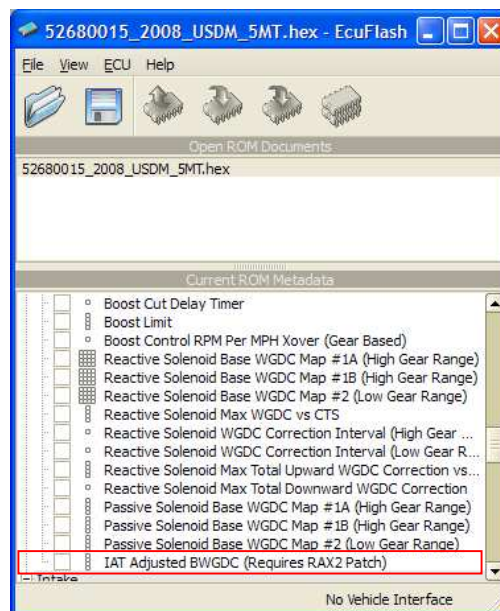 52680015_2008_USDM_5MT.hex - EcuFlash
File View ECU Help
Open ROM Documents
52680015_2008_USDM_5MT.hex
Current ROM Metadata
Boost Cut Delay Timer
Boost Limit
Boost Control RPM Per MPH Xover (Gear Based)
Reactive Solenoid Base WGDC Map #1A (High Gear Range)
Reactive Solenoid Base WGDC Map #1B (High Gear Range)
Reactive Solenoid Base WGDC Map #2 (Low Gear Range)
Reactive Solenoid Max WGDC vs CTS
Reactive Solenoid WGDC Correction Interval (High Gear ...
Reactive Solenoid WGDC Correction Interval (Low Gear R...
Reactive Solenoid Max Total Upward WGDC Correction vs...
Reactive Solenoid Max Total Downward WGDC Correction
Passive Solenoid Base WGDC Map #1A (High Gear Range)
Passive Solenoid Base WGDC Map #1B (High Gear Range)
Passive Solenoid Base WGDC Map #2 (Low Gear Range)
IAT Adjusted BWGDC (Requires RAX2 Patch)
Intake
No Vehicle Interface